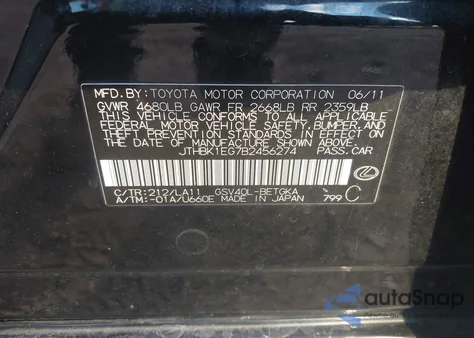 MFD. BY: TOYOTA MOTOR CORPORATION 06/11
GVWR 4680LB GAWR FR 2668LB RR 2359LB
THIS VEHICLE CONFORMS TO ALL APPLICABLE
FEDERAL MOTOR VEHICLE SAFETY, BUMPER, AND
THEFT PREVENTION STANDARDS IN EFFECT ON
THE DATE OF MANUFACTURE SHOWN ABOVE.
JTHBK1EG7B2456274 PASS. CAR
C/TR:212/LA11 GSV40L-BETGKA
A/TM:-01A/U660E MADE IN JAPAN 799 C
autoSnap